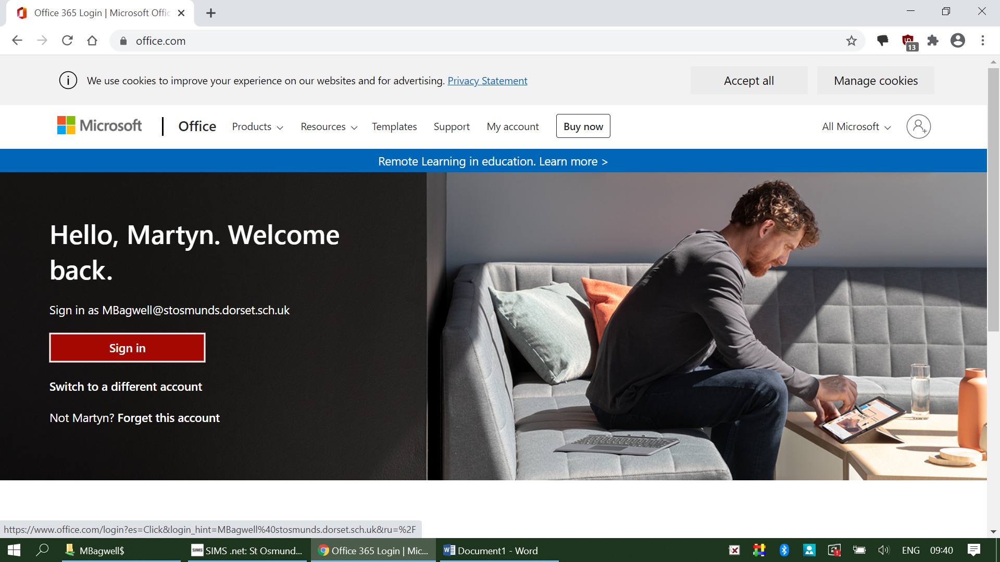 Office 365 Login | Microsoft Offic
office.com
13
We use cookies to improve your experience on our websites and for advertising. Privacy Statement
Accept all
Manage cookies
Microsoft
Office
Products
Resources
Templates
Support
My account
Buy now
All Microsoft
Remote Learning in education. Learn more >
Hello, Martyn. Welcome
back.
Sign in as MBagwell@stosmunds.dorset.sch.uk
Sign in
Switch to a different account
Not Martyn? Forget this account
https://www.office.com/login?es=Click&login_hint=MBagwell%40stosmunds.dorset.sch.uk&ru=%2F
MBagwell$
SIMS
SIMS .net: St Osmund...
Office 365 Login | Mic...
Document1 - Word
ENG
09:40